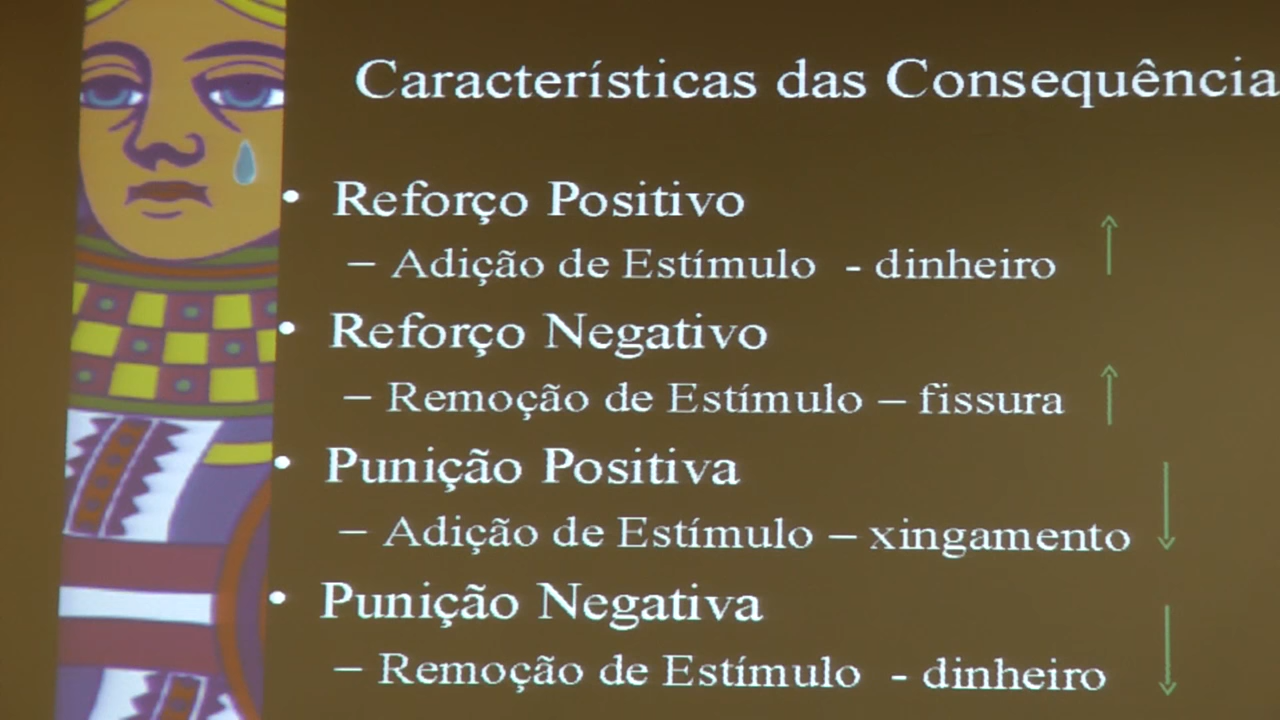 Características das Consequência
• Reforço Positivo
– Adição de Estímulo - dinheiro
• Reforço Negativo
– Remoção de Estímulo – fissura
• Punição Positiva
– Adição de Estímulo – xingamento
• Punição Negativa
– Remoção de Estímulo - dinheiro